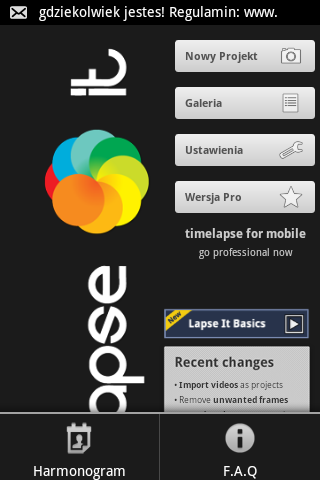 gdziekolwiek jestes! Regulamin: www.
it
apse
Nowy Projekt
Galeria
Ustawienia
Wersja Pro
timelapse for mobile
go professional now
New
Lapse It Basics
Recent changes
• Import videos as projects
• Remove unwanted frames
Harmonogram
F.A.Q